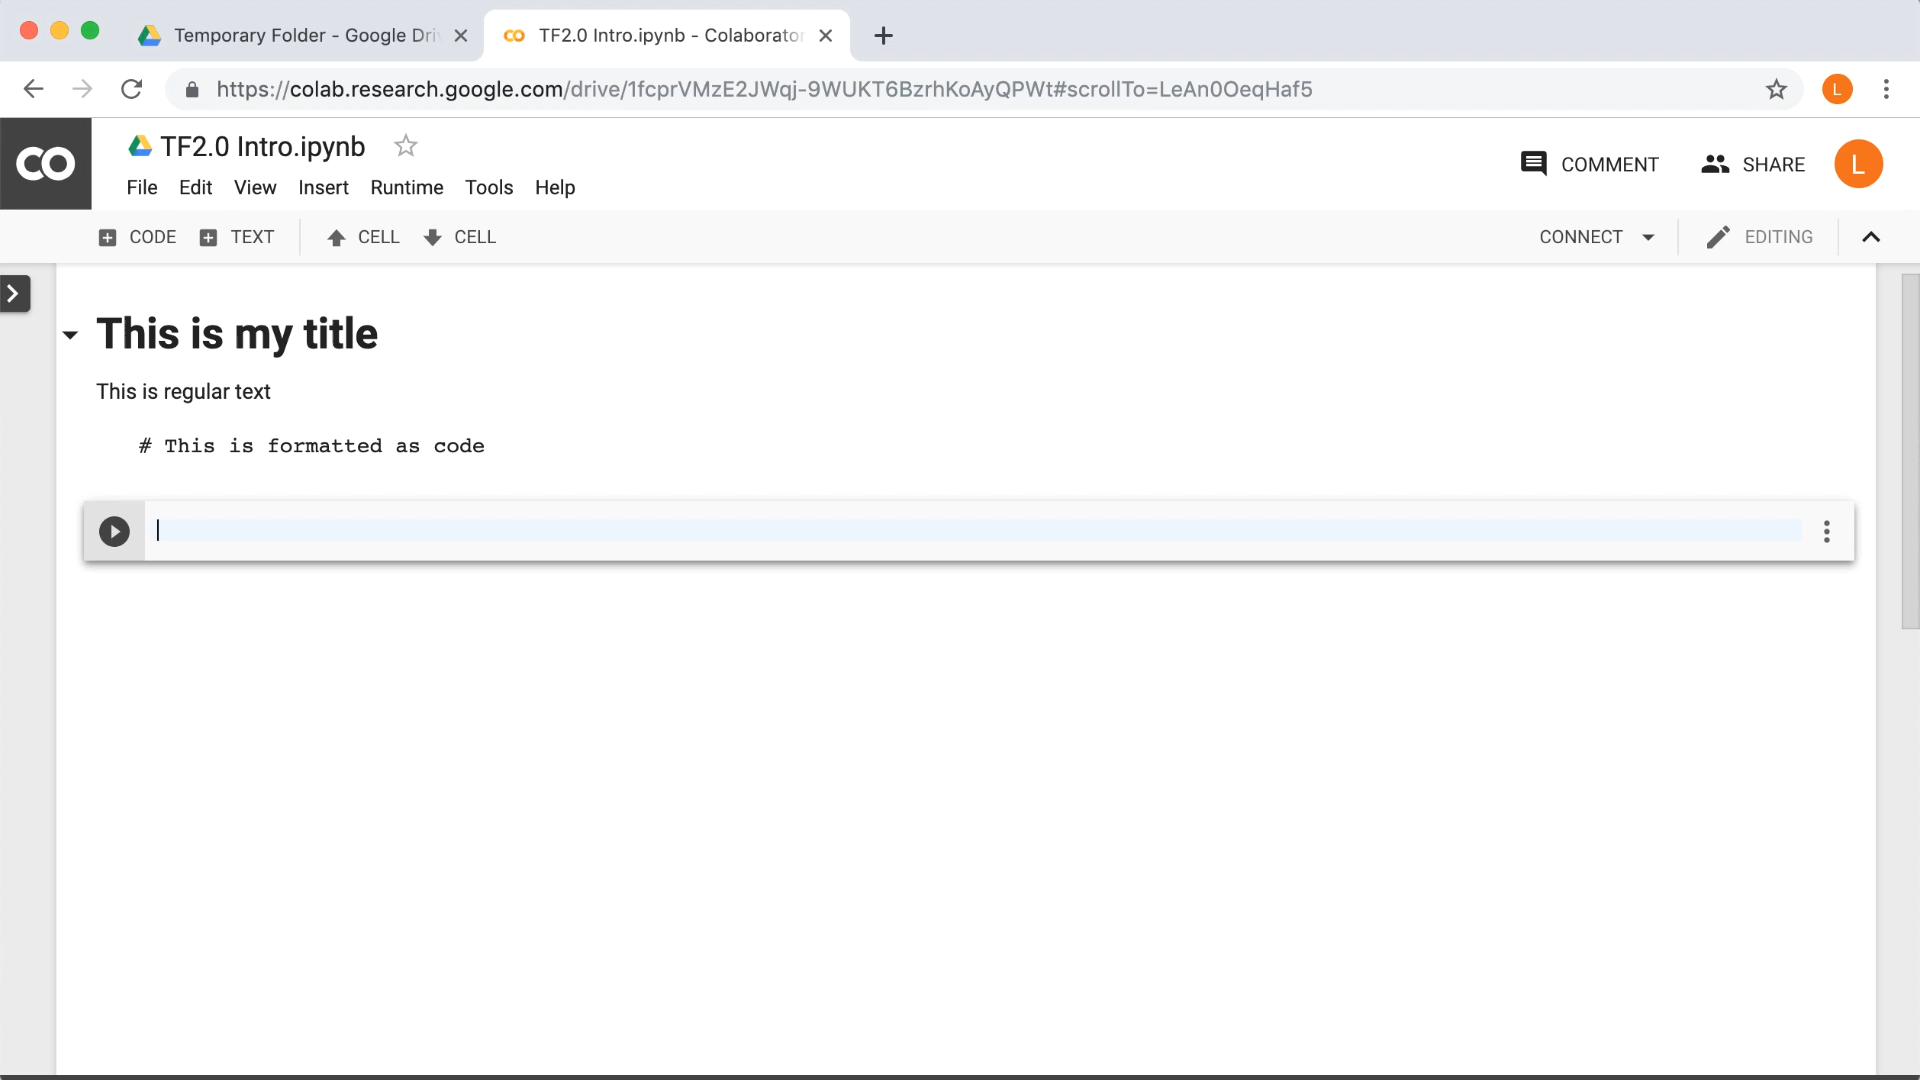 Temporary Folder - Google Dri
TF2.0 Intro.ipynb - Colaborator
https://colab.research.google.com/drive/1fcprVMzE2JWqj-9WUKT6BzrhKoAyQPWt#scrollTo=LeAn0OeqHaf5
L
CO
TF2.0 Intro.ipynb
File Edit View Insert Runtime Tools Help
COMMENT SHARE L
CODE TEXT CELL CELL CONNECT EDITING
This is my title
This is regular text
# This is formatted as code